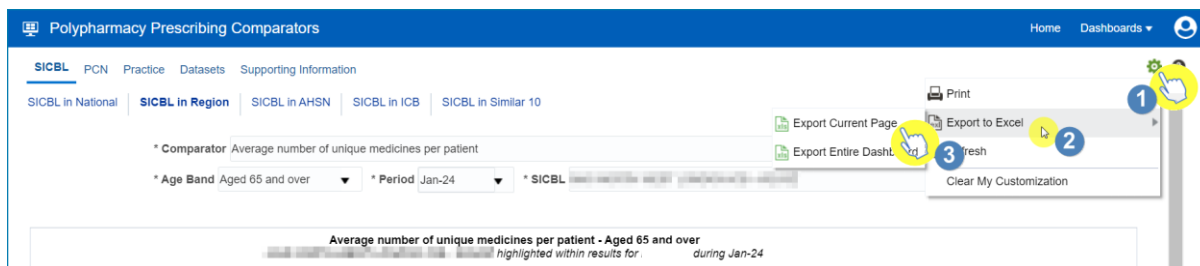 Polypharmacy Prescribing Comparators Home Dashboards
SICBL PCN Practice Datasets Supporting Information
SICBL in National SICBL in Region SICBL in AHSN SICBL in ICB SICBL in Similar 10
Print 1
Export Current Page Export to Excel 2
* Comparator Average number of unique medicines per patient
Export Entire Dashboard 3 Refresh
* Age Band Aged 65 and over * Period Jan-24 * SICBL
Clear My Customization
Average number of unique medicines per patient - Aged 65 and over
highlighted within results for during Jan-24